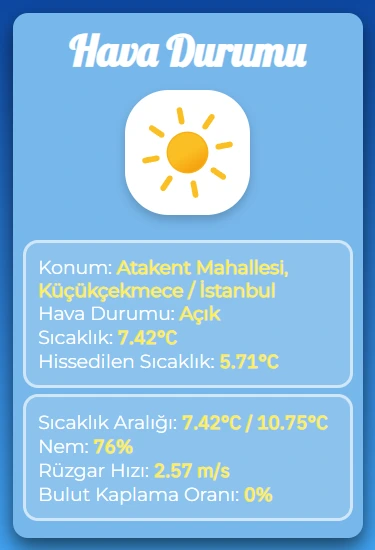 Hava Durumu
Konum: Atakent Mahallesi,
Küçükçekmece / İstanbul
Hava Durumu: Açık
Sıcaklık: 7.42°C
Hissedilen Sıcaklık: 5.71°C
Sıcaklık Aralığı: 7.42°C / 10.75°C
Nem: 76%
Rüzgar Hızı: 2.57 m/s
Bulut Kaplama Oranı: 0%